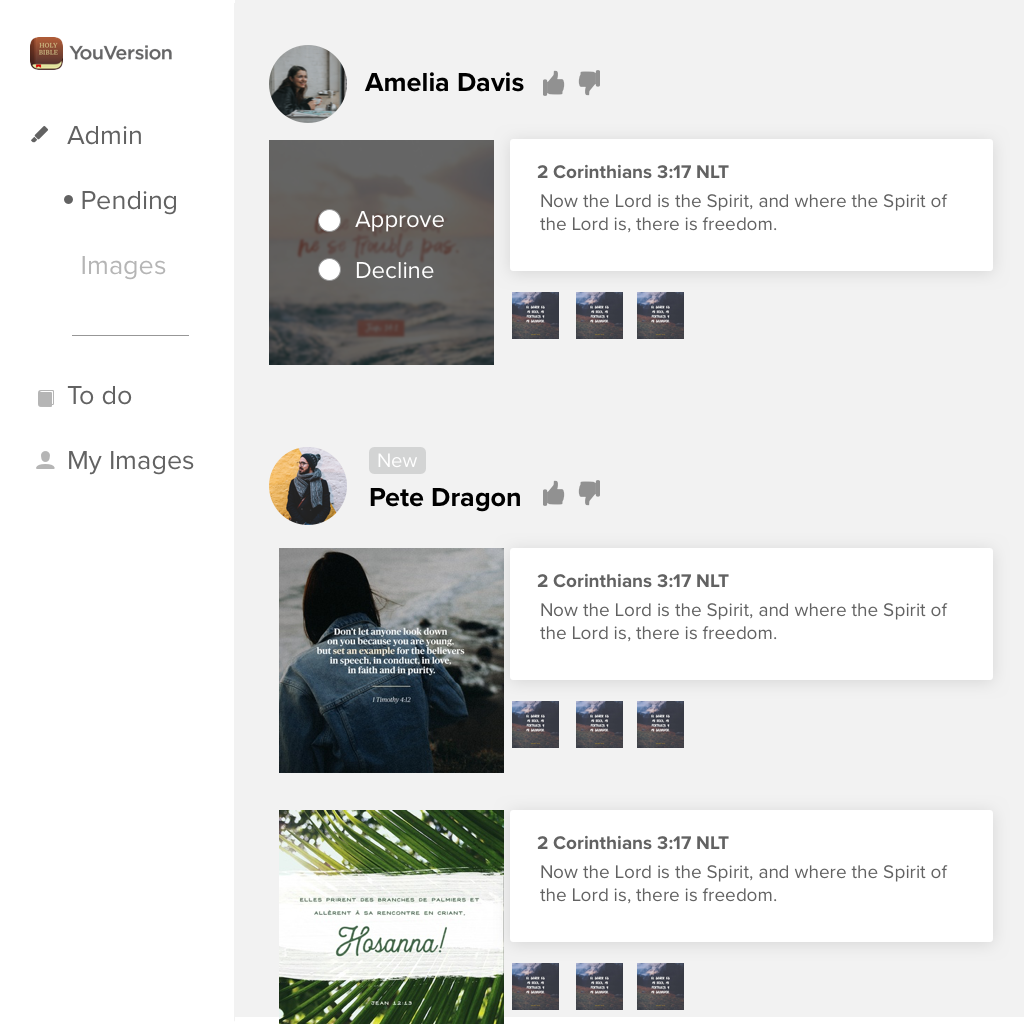 HOLY
BIBLE
YouVersion
Admin
Pending
Images
To do
My Images
Amelia Davis
Approve
ne se trouble pas.
Decline
2 Corinthians 3:17 NLT
Now the Lord is the Spirit, and where the Spirit of
the Lord is, there is freedom.
New
Pete Dragon
Don't let anyone look down
on you because you are young,
but set an example for the believers
in speech, in conduct, in love,
in faith and in purity.
1 Timothy 4:12
2 Corinthians 3:17 NLT
Now the Lord is the Spirit, and where the Spirit of
the Lord is, there is freedom.
ELLES PRIRENT DES BRANCHES DE PALMIERS ET
ALLÈRENT À SA RENCONTRE EN CRIANT,
Hosanna!
JEAN 12:13
2 Corinthians 3:17 NLT
Now the Lord is the Spirit, and where the Spirit of
the Lord is, there is freedom.